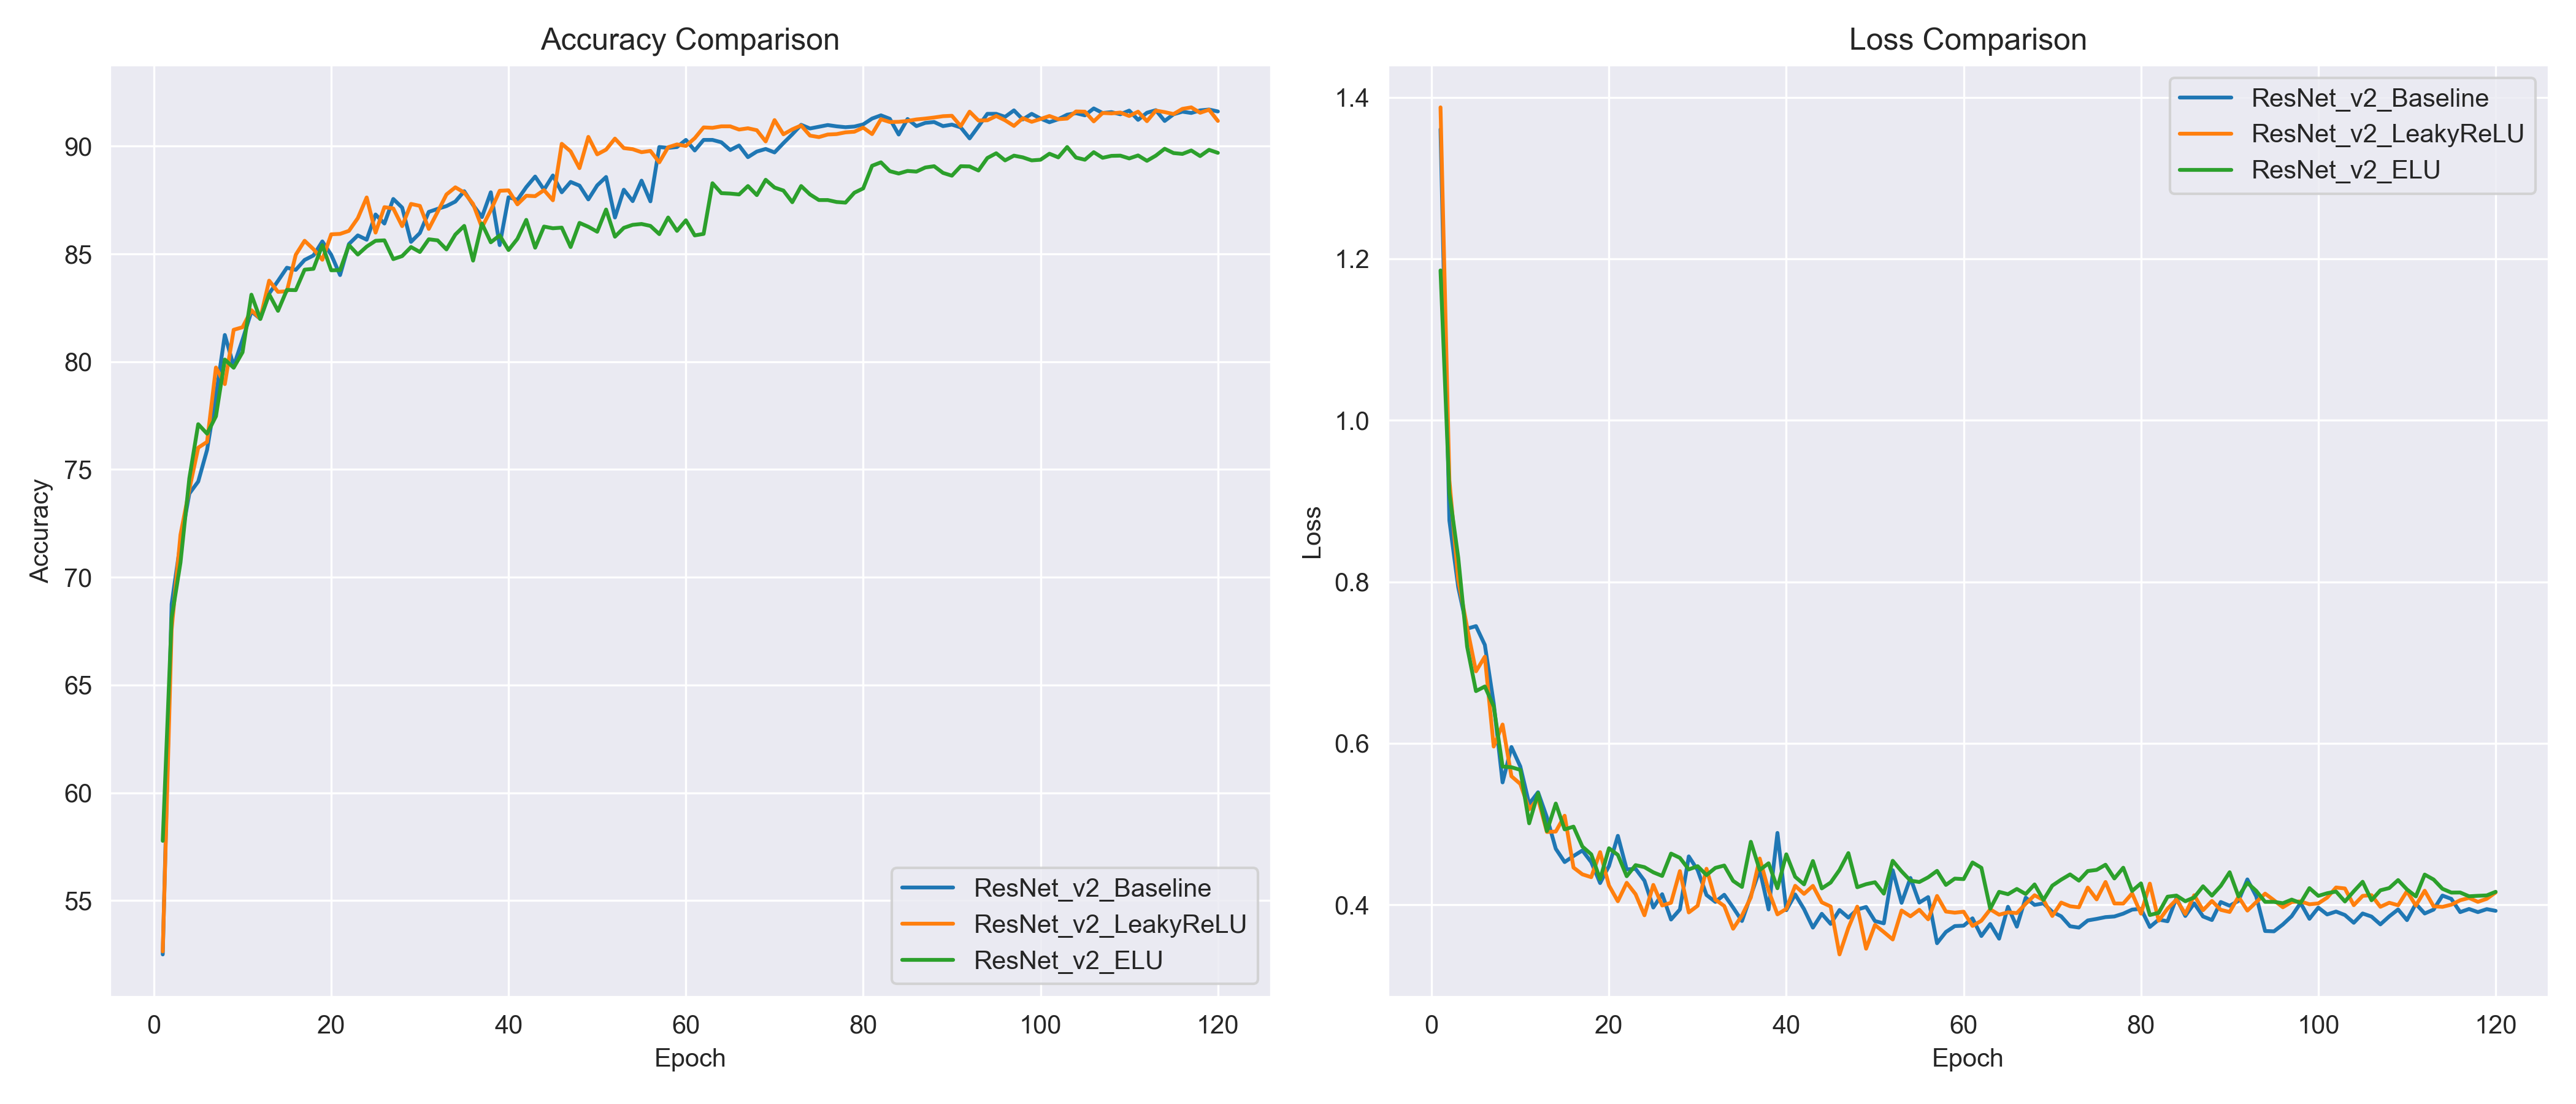 Accuracy Comparison
90
85
80
75
70
65
60
55
Accuracy
0 20 40 60 80 100 120
Epoch
ResNet_v2_Baseline
ResNet_v2_LeakyReLU
ResNet_v2_ELU
Loss Comparison
1.4
1.2
1.0
0.8
0.6
0.4
Loss
0 20 40 60 80 100 120
Epoch
ResNet_v2_Baseline
ResNet_v2_LeakyReLU
ResNet_v2_ELU